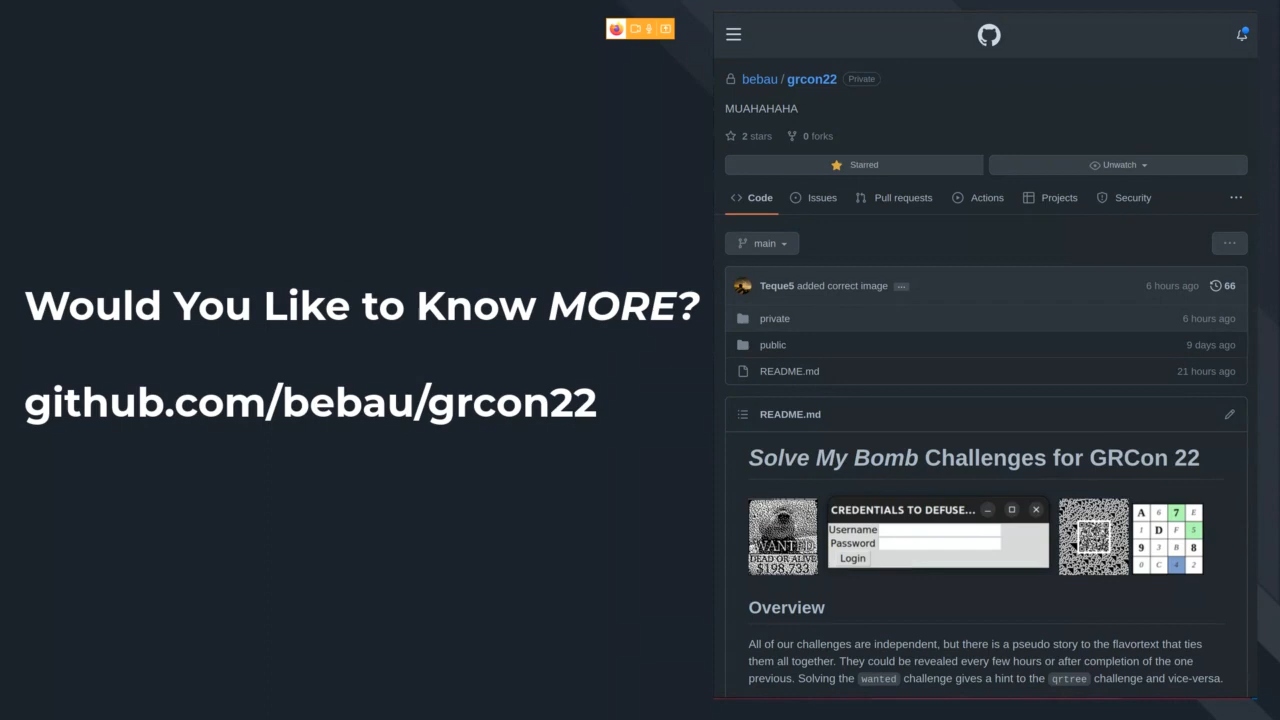 Would You Like to Know MORE?
github.com/bebau/grcon22
bebau / grcon22 Private
MUAHAHAHA
2 stars 0 forks
Starred Unwatch
Code Issues Pull requests Actions Projects Security ...
main ...
Teque5 added correct image ... 6 hours ago 66
private 6 hours ago
public 9 days ago
README.md 21 hours ago
README.md
Solve My Bomb Challenges for GRCon 22
WANTED
DEAD OR ALIVE
$198,733
CREDENTIALS TO DEFUSE...
Username
Password
Login
A 6 7 E
1 D F 5
9 3 B 8
0 C 4 2
Overview
All of our challenges are independent, but there is a pseudo story to the flavortext that ties
them all together. They could be revealed every few hours or after completion of the one
previous. Solving the wanted challenge gives a hint to the qrtree challenge and vice-versa.